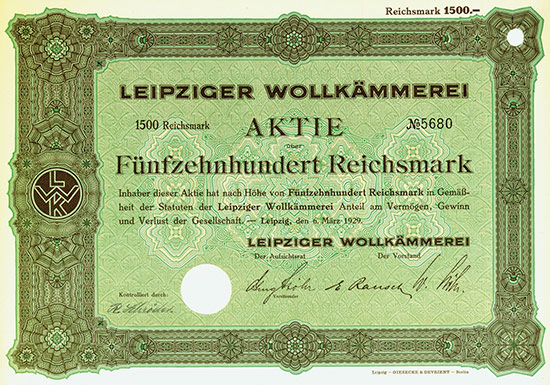 Reichsmark 1500.—
LEIPZIGER WOLLKÄMMEREI
1500 Reichsmark AKTIE №5680
über
Fünfzehnhundert Reichsmark
Inhaber dieser Aktie hat nach Höhe von Fünfzehnhundert Reichsmark in Gemäß-
heit der Statuten der Leipziger Wollkämmerei Anteil am Vermögen, Gewinn
und Verlust der Gesellschaft. — Leipzig, den 6. März 1929.
LEIPZIGER WOLLKÄMMEREI
Der Aufsichtsrat Der Vorstand
Vorsitzender
Kontrolliert durch:
LWK
Leipzig – GIESECKE & DEVRIENT – Berlin